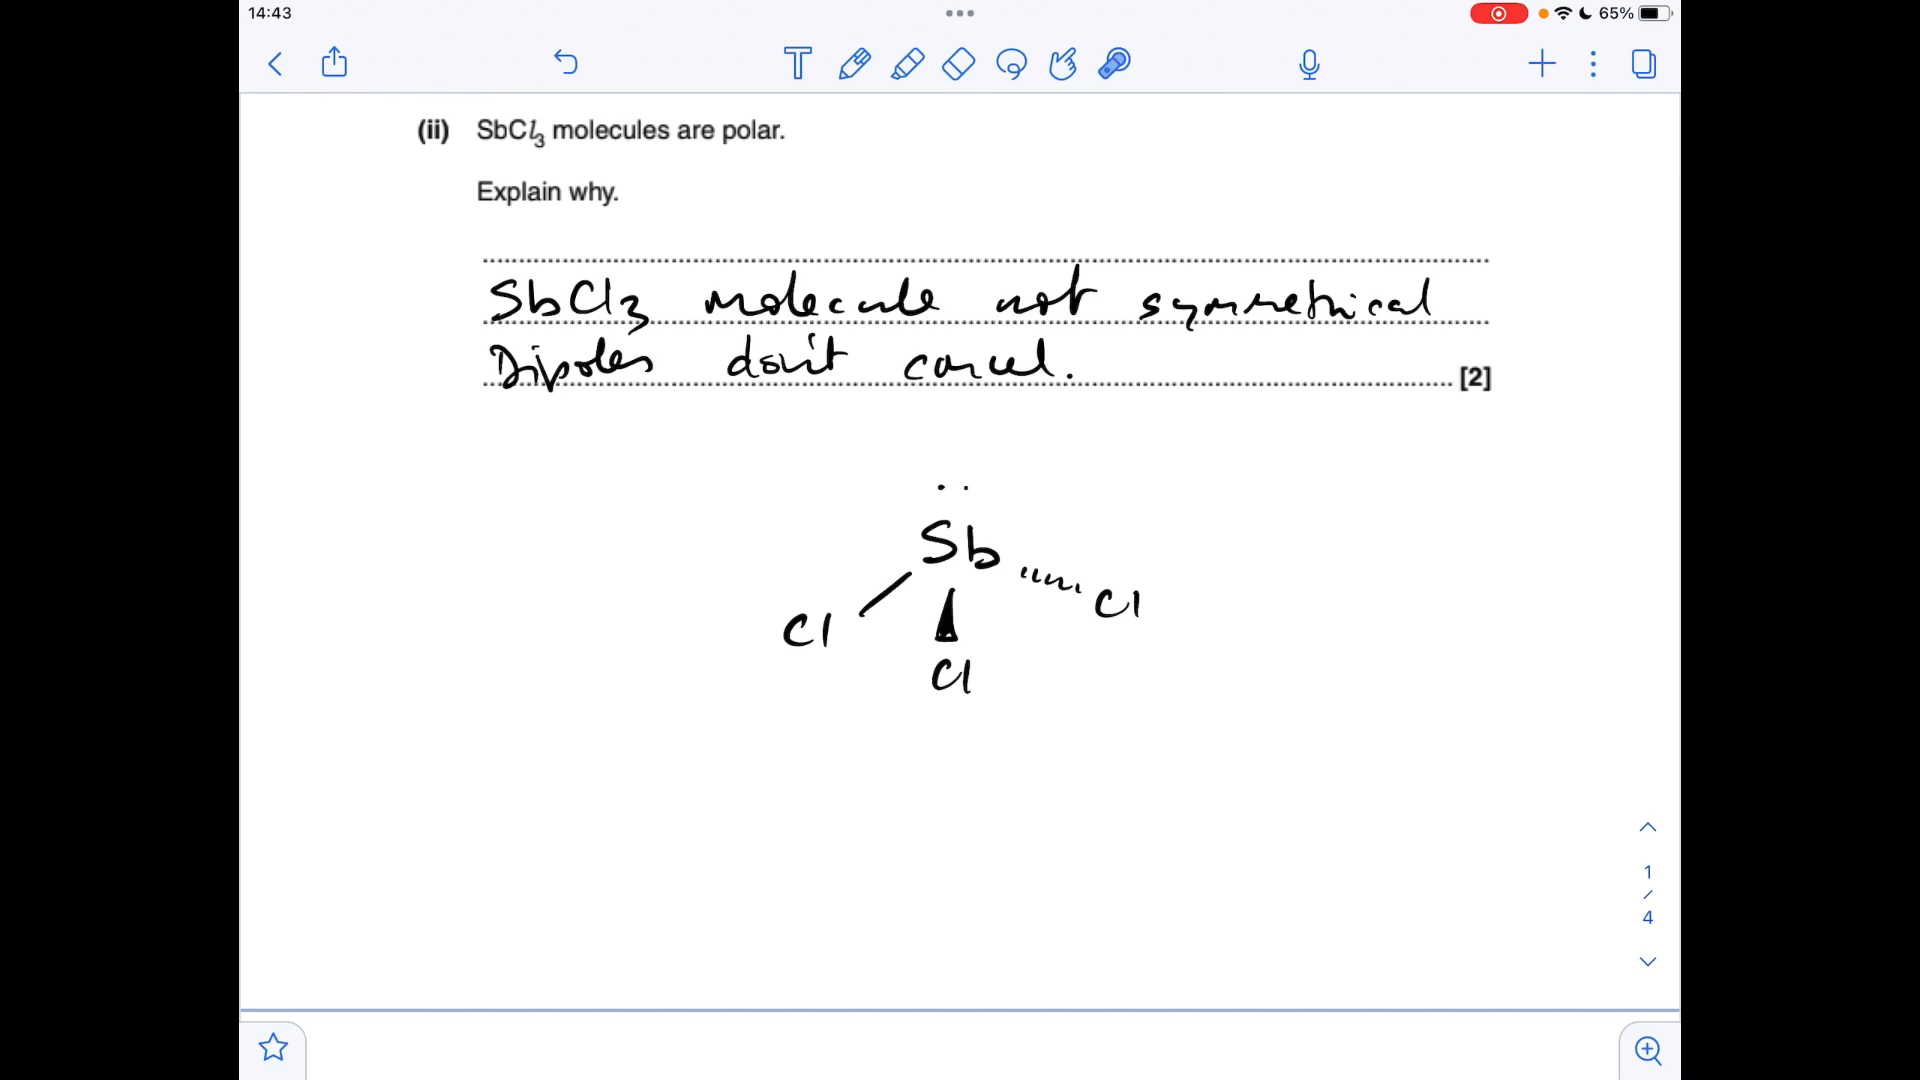 14:43
65%
(ii) SbCl₃ molecules are polar.
Explain why.
SbCl3 molecule not symmetrical
Dipoles don't cancel.
[2]
Sb
Cl
Cl
Cl
1
/
4